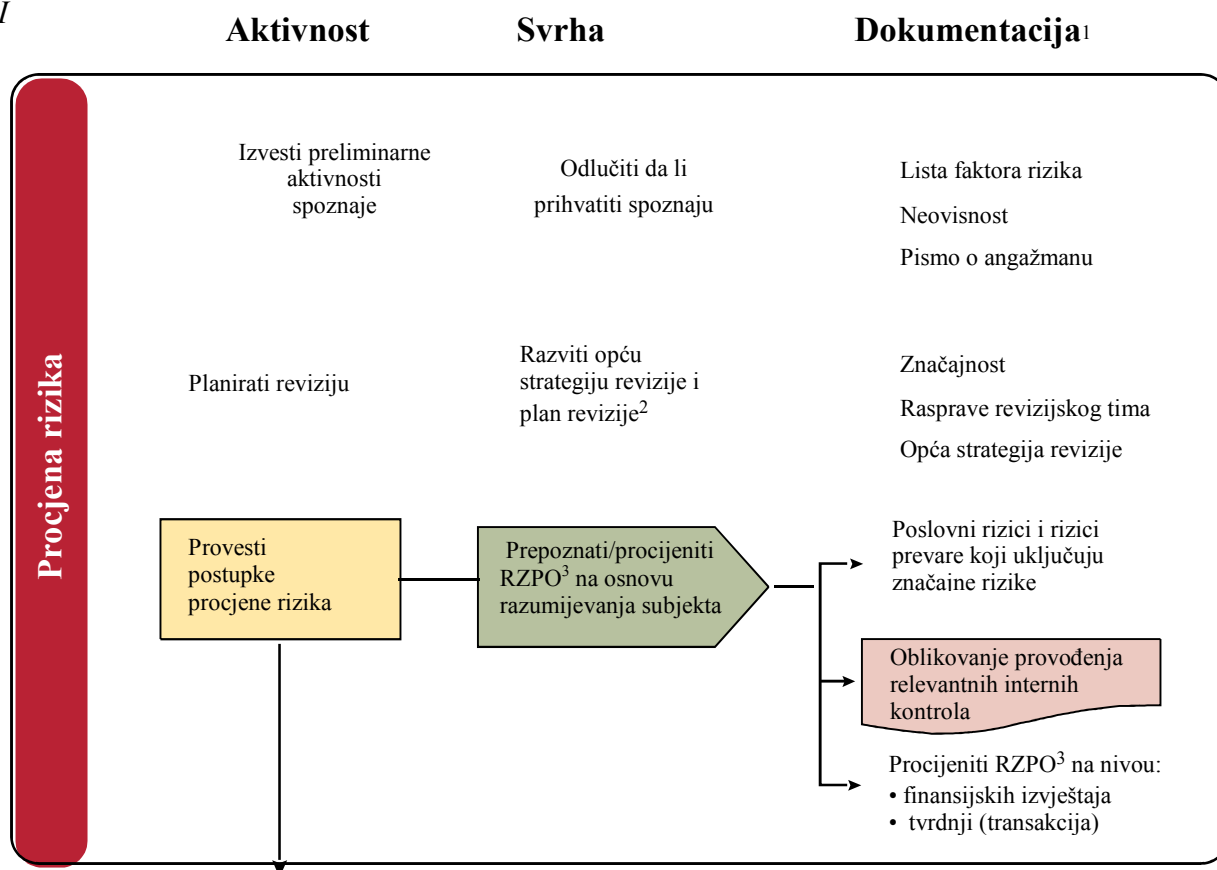 I
Aktivnost
Svrha
Dokumentacija1
Procjena rizika
Izvesti preliminarne
aktivnosti
spoznaje
Odlučiti da li
prihvatiti spoznaju
Lista faktora rizika
Neovisnost
Pismo o angažmanu
Planirati reviziju
Razviti opću
strategiju revizije i
plan revizije2
Značajnost
Rasprave revizijskog tima
Opća strategija revizije
Provesti
postupke
procjene rizika
Prepoznati/procijeniti
RZPO3 na osnovu
razumijevanja subjekta
Poslovni rizici i rizici
prevare koji uključuju
značajne rizike
Oblikovanje provođenja
relevantnih internih
kontrola
Procijeniti RZPO3 na nivou:
• finansijskih izvještaja
• tvrdnji (transakcija)